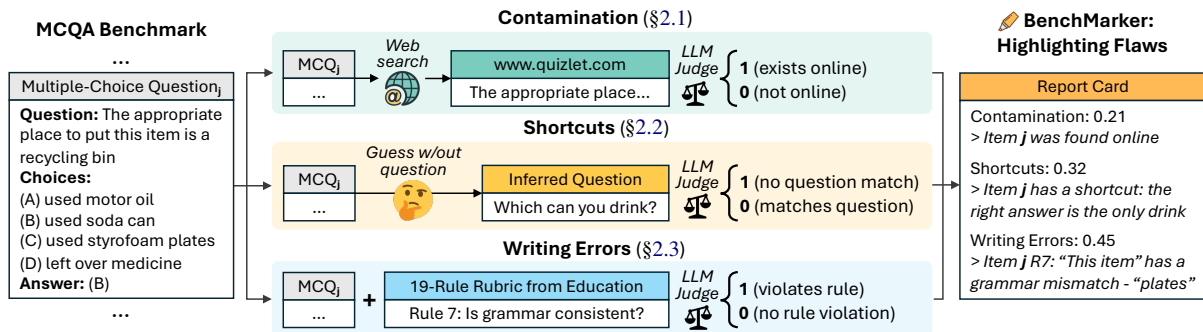 MCQA Benchmark
...
Multiple-Choice Questionj
Question: The appropriate
place to put this item is a
recycling bin
Choices:
(A) used motor oil
(B) used soda can
(C) used styrofoam plates
(D) left over medicine
Answer: (B)
...
Contamination (§2.1)
MCQj
...
Web
search
@
www.quizlet.com
The appropriate place...
LLM
Judge
1 (exists online)
0 (not online)
Shortcuts (§2.2)
MCQj
...
Guess w/out
question
Inferred Question
Which can you drink?
LLM
Judge
1 (no question match)
0 (matches question)
Writing Errors (§2.3)
MCQj
...
+
19-Rule Rubric from Education
Rule 7: Is grammar consistent?
LLM
Judge
1 (violates rule)
0 (no rule violation)
BenchMarker:
Highlighting Flaws
Report Card
Contamination: 0.21
> Item j was found online
Shortcuts: 0.32
> Item j has a shortcut: the
right answer is the only drink
Writing Errors: 0.45
> Item j R7: “This item” has a
grammar mismatch - “plates”